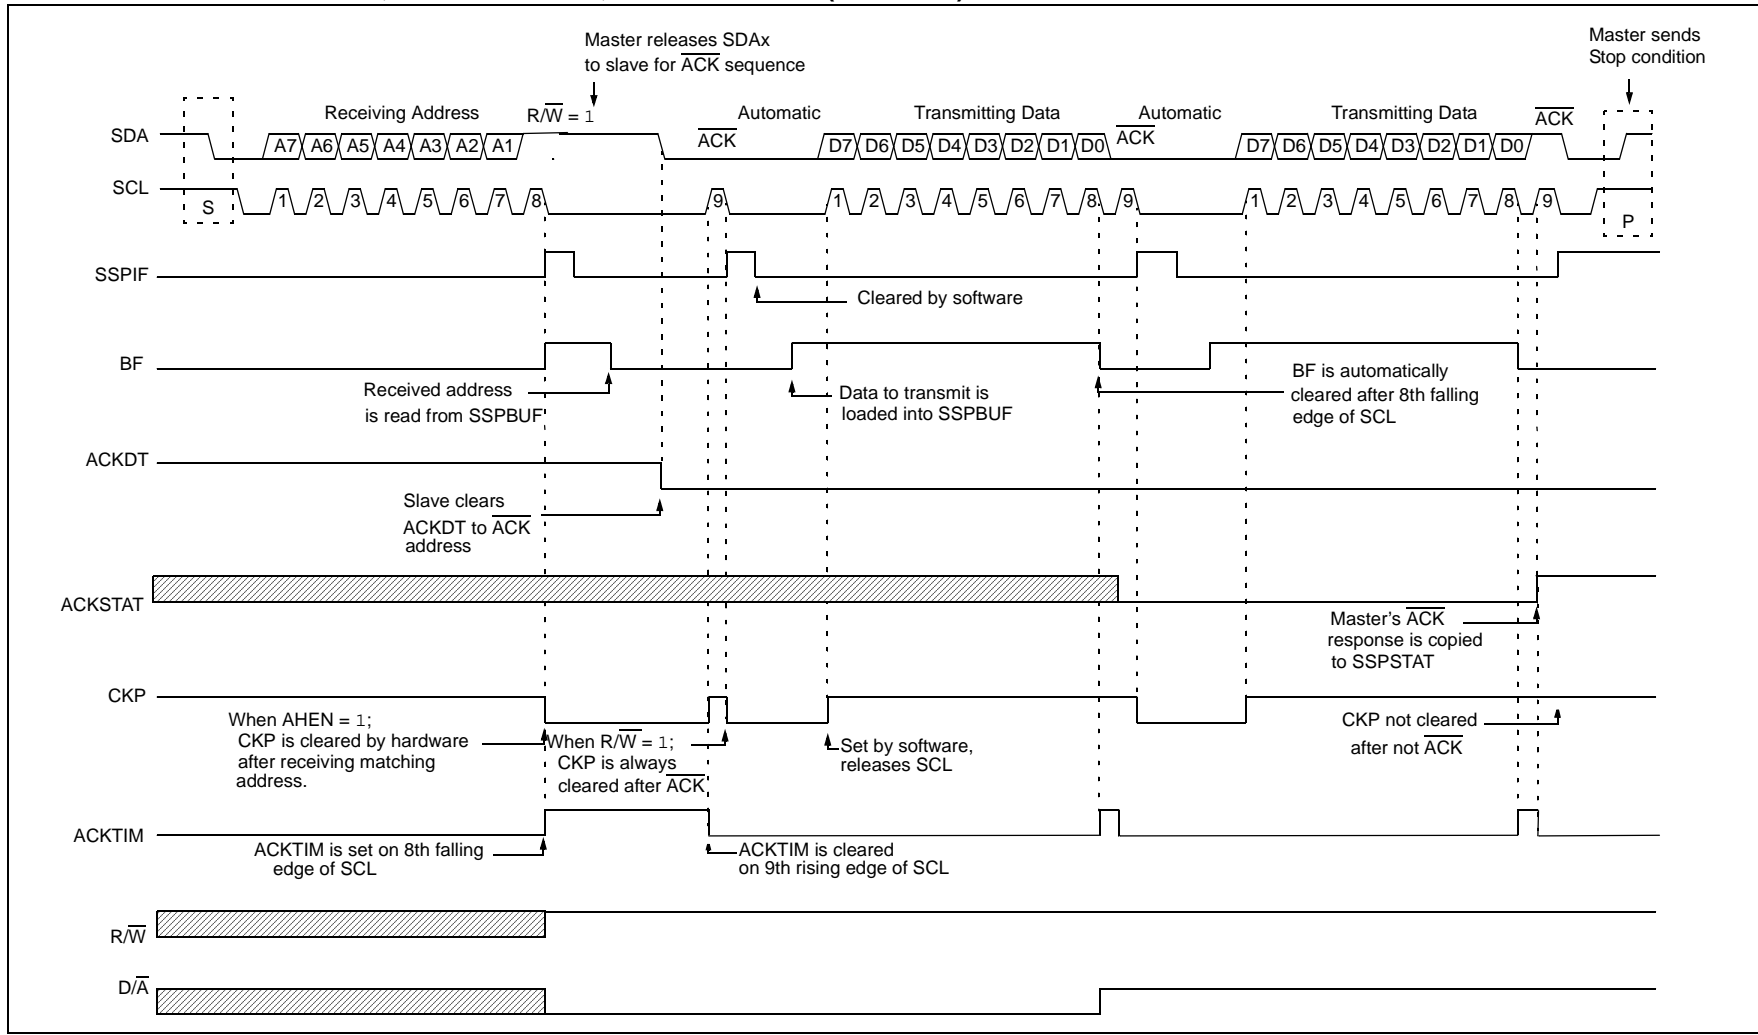 Master releases SDAx
to slave for ACK sequence
Master sends
Stop condition
Receiving Address
R/W = 1
Automatic
Transmitting Data
Automatic
Transmitting Data
ACK
SDA
A7 A6 A5 A4 A3 A2 A1
ACK
D7 D6 D5 D4 D3 D2 D1 D0
ACK
D7 D6 D5 D4 D3 D2 D1 D0
SCL
S
1 2 3 4 5 6 7 8 9 1 2 3 4 5 6 7 8 9 1 2 3 4 5 6 7 8 9
P
SSPIF
Cleared by software
BF
Received address
is read from SSPBUF
Data to transmit is
loaded into SSPBUF
BF is automatically
cleared after 8th falling
edge of SCL
ACKDT
Slave clears
ACKDT to ACK
address
ACKSTAT
Master's ACK
response is copied
to SSPSTAT
CKP
When AHEN = 1;
CKP is cleared by hardware
after receiving matching
address.
When R/W = 1;
CKP is always
cleared after ACK
Set by software,
releases SCL
CKP not cleared
after not ACK
ACKTIM
ACKTIM is set on 8th falling
edge of SCL
ACKTIM is cleared
on 9th rising edge of SCL
R/W
D/A